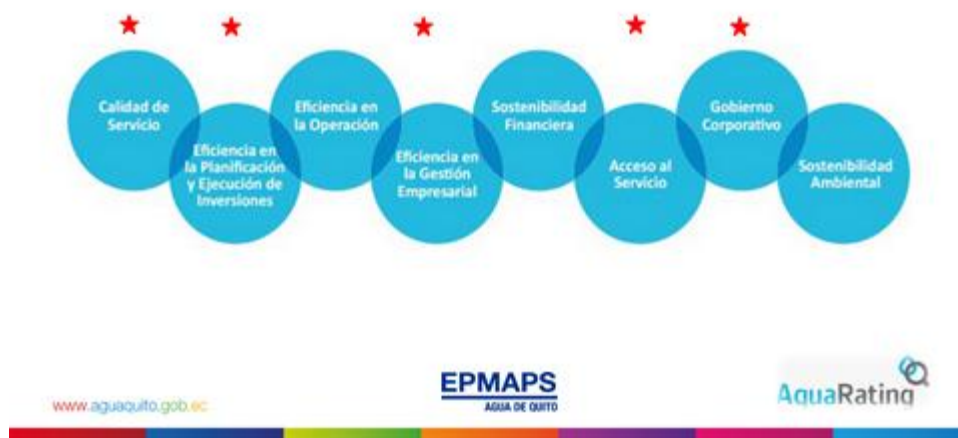 Calidad de
Servicio
Eficiencia en
la Planificación
y Ejecución de
Inversiones
Eficiencia en
la Operación
Eficiencia en
la Gestión
Empresarial
Sostenibilidad
Financiera
Acceso al
Servicio
Gobierno
Corporativo
Sostenibilidad
Ambiental
www.aguaquito.gob.ec
EPMAPS
AGUA DE QUITO
AquaRating